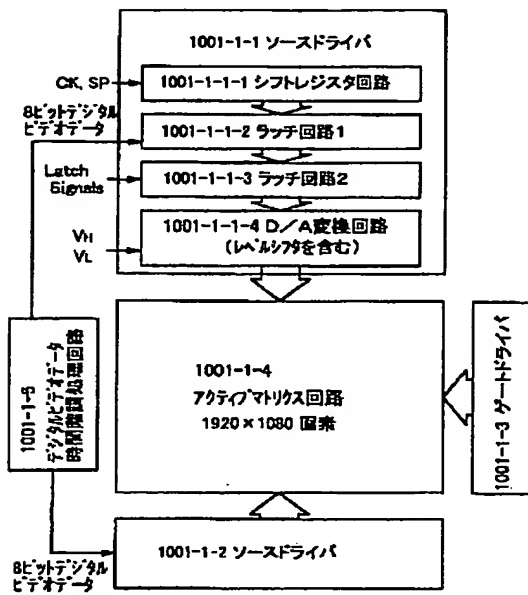 1001-1-1 ソースドライバ
CK, SP
1001-1-1-1 シフトレジスタ回路
8ビットデジタル
ビデオデータ
1001-1-1-2 ラッチ回路1
Latch
Signals
1001-1-1-3 ラッチ回路2
VH
VL
1001-1-1-4 D/A変換回路
(レベルシフタを含む)
1001-1-5
デジタルビデオデータ
時間階調処理回路
1001-1-4
アクティブマトリクス回路
1920×1080 画素
1001-1-3 ゲートドライバ
8ビットデジタル
ビデオデータ
1001-1-2 ソースドライバ